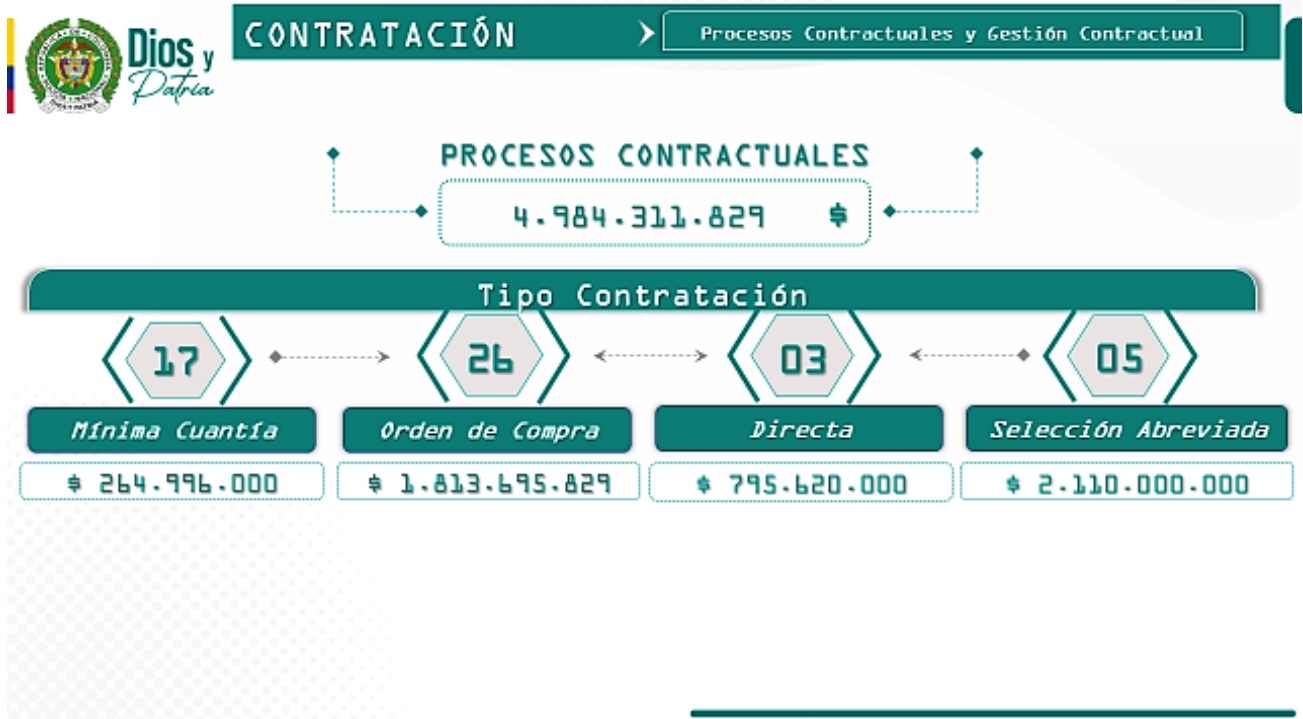 Dios y
Patria
CONTRATACIÓN
Procesos Contractuales y Gestión Contractual
PROCESOS CONTRACTUALES
4.984.311.829 $
Tipo Contratación
17 26 03 05
Mínima Cuantía Orden de Compra Directa Selección Abreviada
$ 264.996.000 $ 1.813.695.829 $ 795.620.000 $ 2.110.000.000